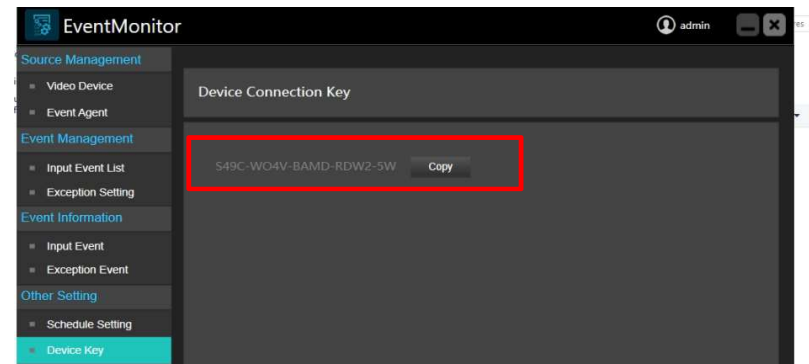 EventMonitor
admin
Source Management
Video Device
Event Agent
Event Management
Input Event List
Exception Setting
Event Information
Input Event
Exception Event
Other Setting
Schedule Setting
Device Key
Device Connection Key
S49C-WO4V-BAMD-RDW2-5W
Copy